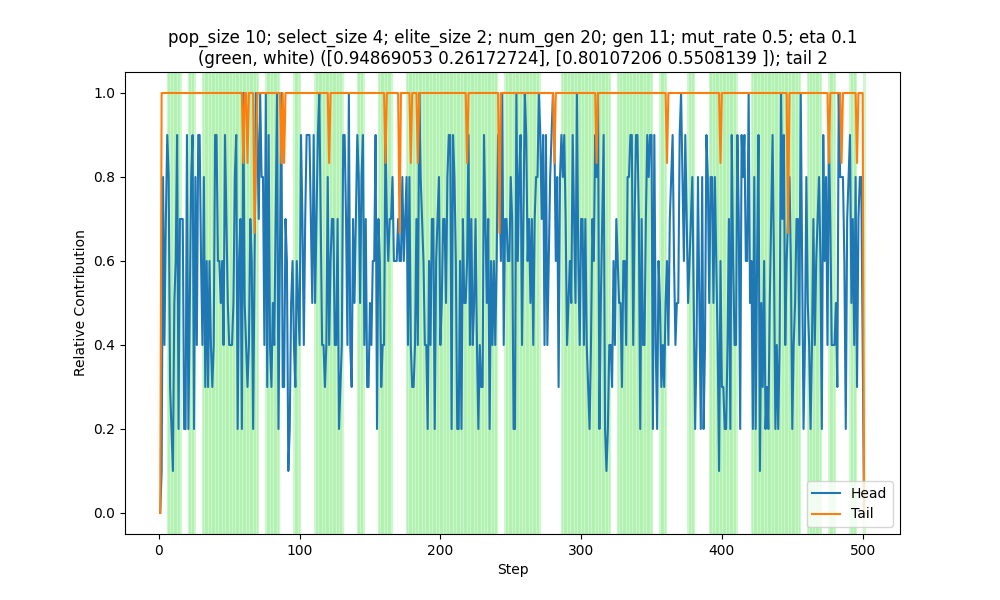 pop_size 10; select_size 4; elite_size 2; num_gen 20; gen 11; mut_rate 0.5; eta 0.1
(green, white) ([0.94869053 0.26172724], [0.80107206 0.5508139 ]); tail 2
1.0
0.8
0.6
0.4
0.2
0.0
Relative Contribution
Head
Tail
0
100
200
300
400
500
Step